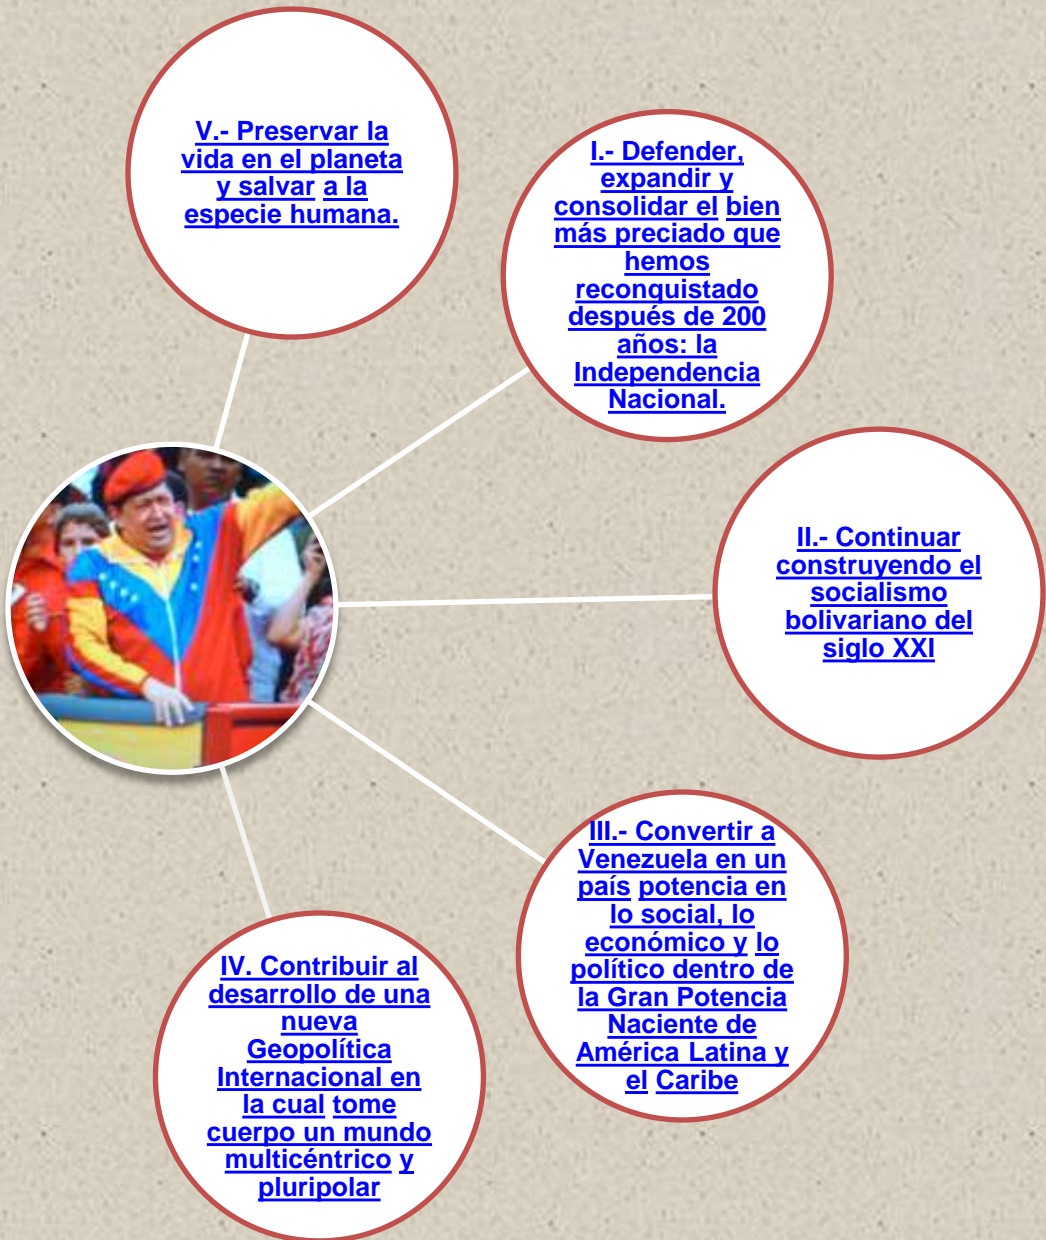 V.- Preservar la
vida en el planeta
y salvar a la
especie humana.
I.- Defender,
expandir y
consolidar el bien
más preciado que
hemos
reconquistado
después de 200
años: la
Independencia
Nacional.
II.- Continuar
construyendo el
socialismo
bolivariano del
siglo XXI
III.- Convertir a
Venezuela en un
país potencia en
lo social, lo
económico y lo
político dentro de
la Gran Potencia
Naciente de
América Latina y
el Caribe
IV. Contribuir al
desarrollo de una
nueva
Geopolítica
Internacional en
la cual tome
cuerpo un mundo
multicéntrico y
pluripolar